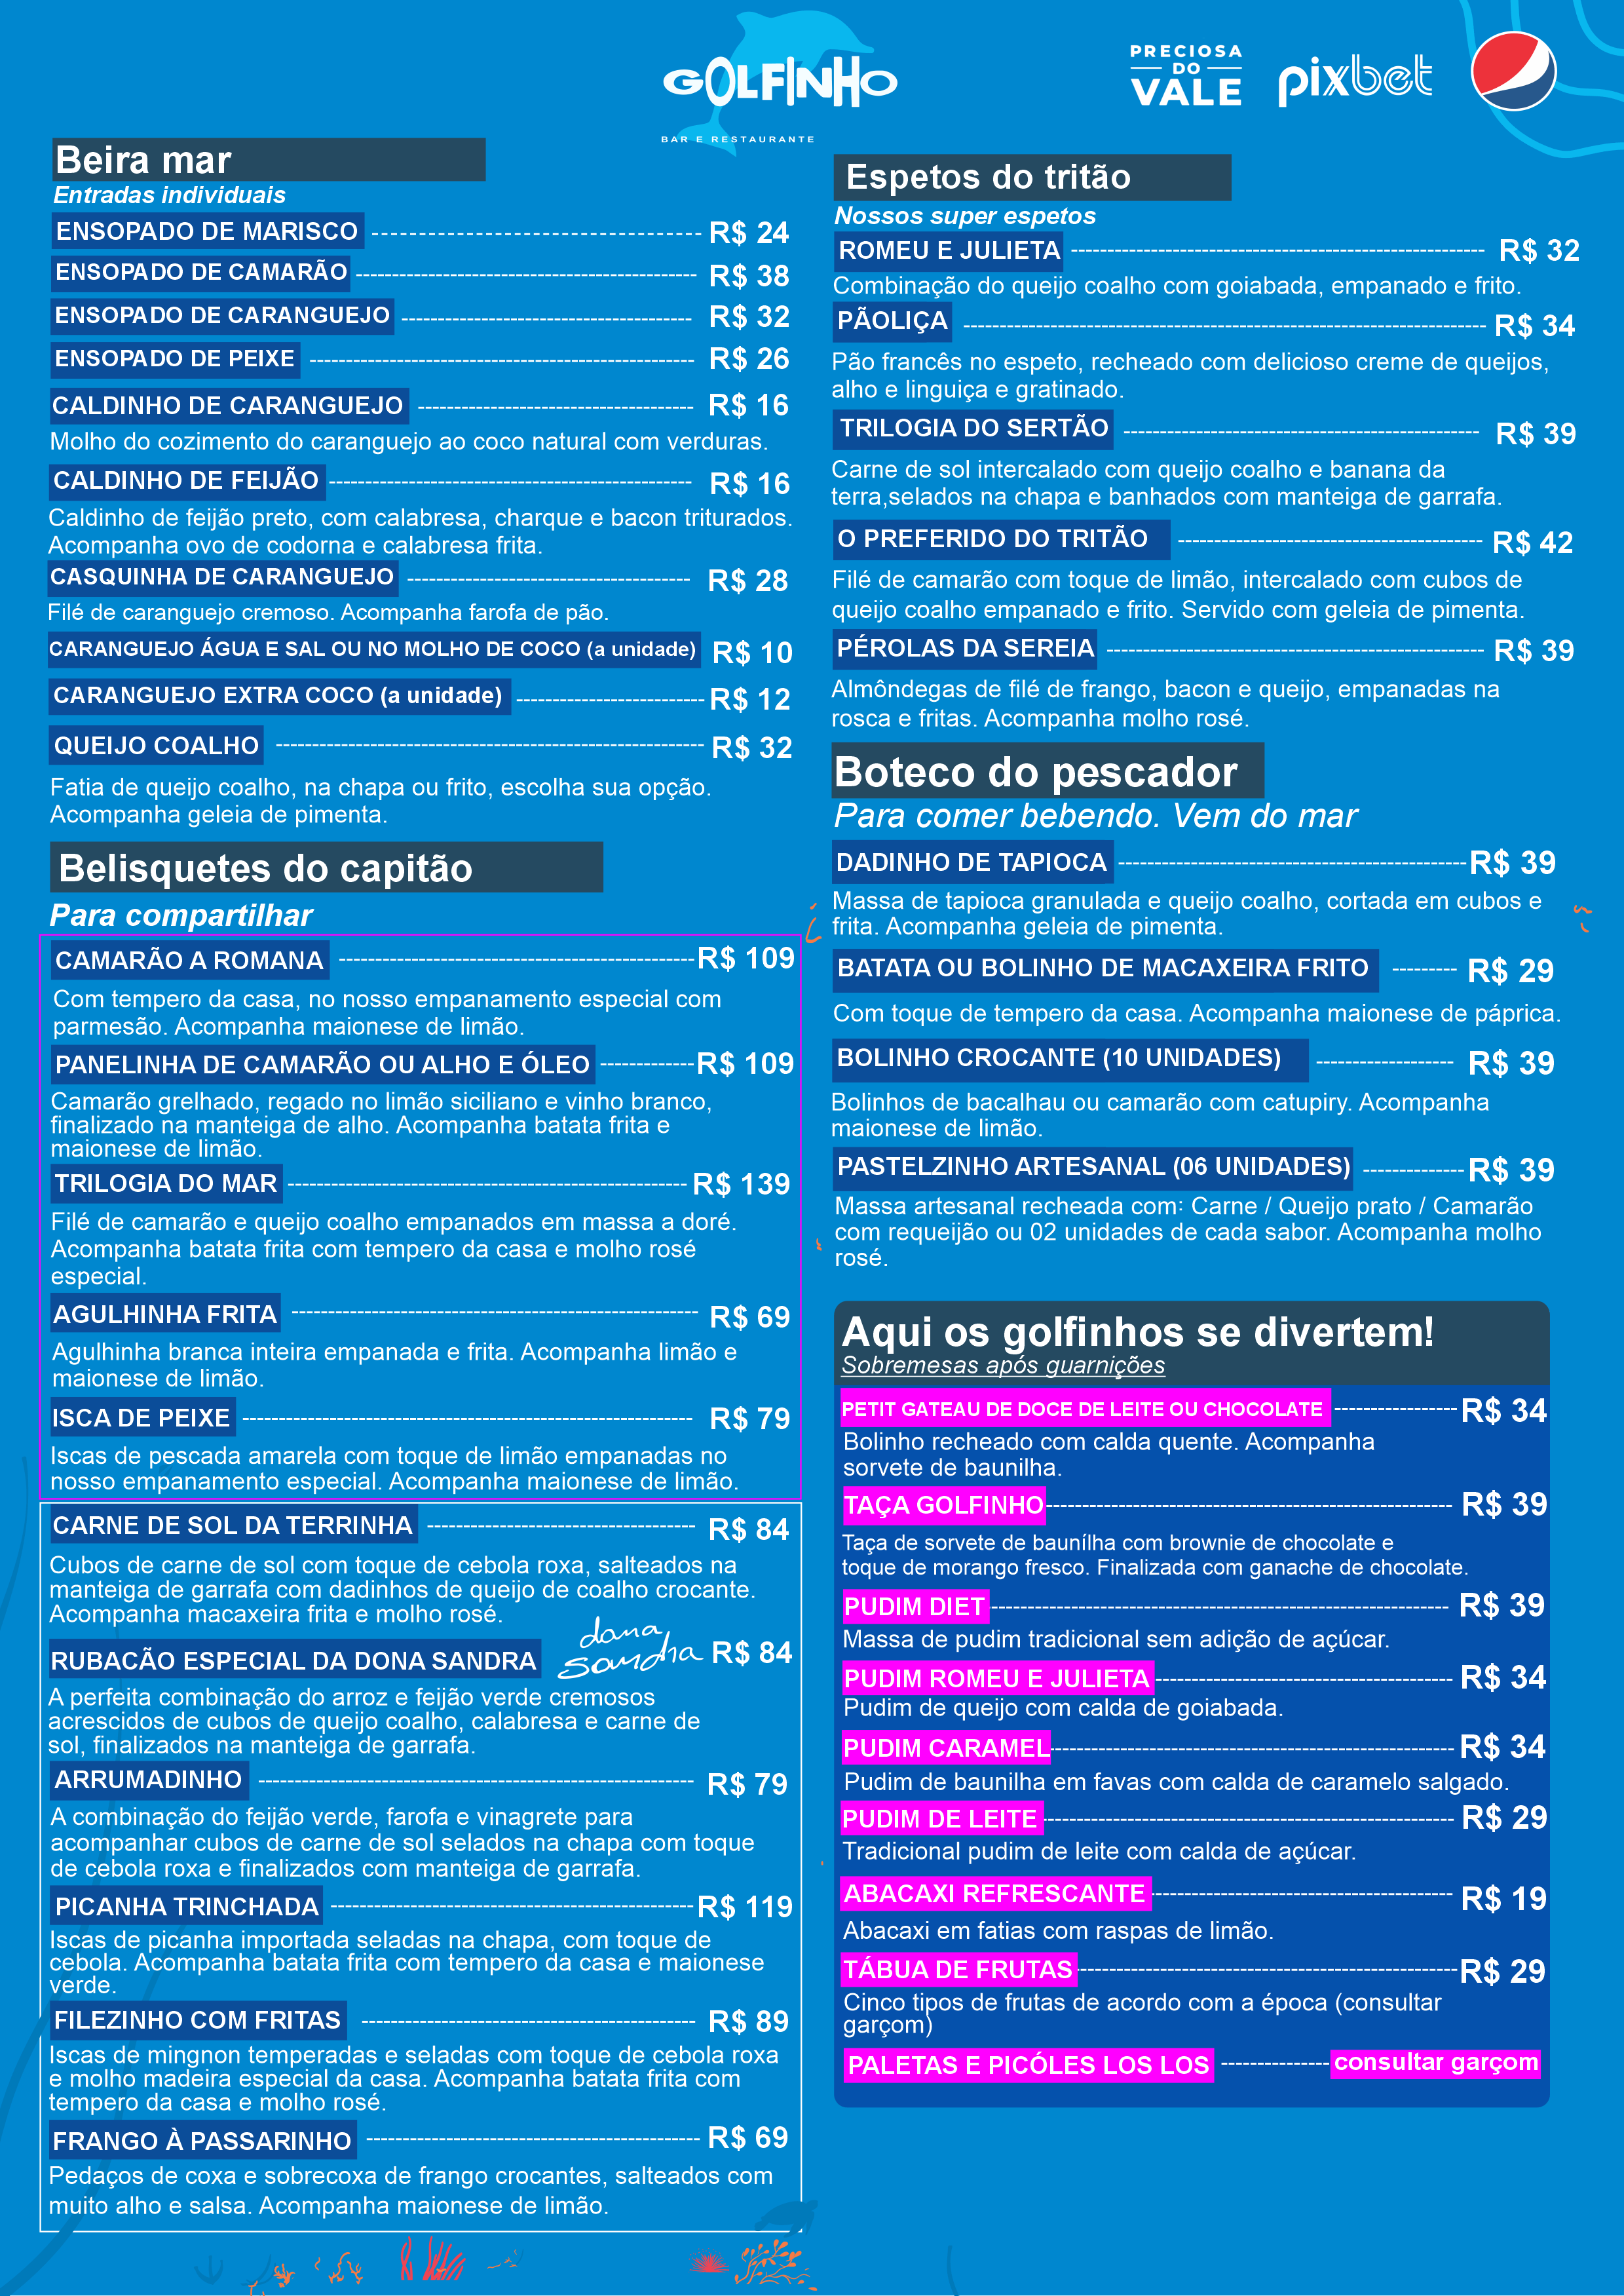 GOLFINHO
BAR E RESTAURANTE
PRECIOSA
DO
VALE
pixbet
Beira mar
Entradas individuais
ENSOPADO DE MARISCO ---------------------------------- R$ 24
ENSOPADO DE CAMARÃO ---------------------------------- R$ 38
ENSOPADO DE CARANGUEJO ---------------------------------- R$ 32
ENSOPADO DE PEIXE ---------------------------------- R$ 26
CALDINHO DE CARANGUEJO ---------------------------------- R$ 16
Molho do cozimento do caranguejo ao coco natural com verduras.
CALDINHO DE FEIJÃO ---------------------------------- R$ 16
Caldinho de feijão preto, com calabresa, charque e bacon triturados.
Acompanha ovo de codorna e calabresa frita.
CASQUINHA DE CARANGUEJO ---------------------------------- R$ 28
Filé de caranguejo cremoso. Acompanha farofa de pão.
CARANGUEJO ÁGUA E SAL OU NO MOLHO DE COCO (a unidade) R$ 10
CARANGUEJO EXTRA COCO (a unidade) -------------------------- R$ 12
QUEIJO COALHO ---------------------------------- R$ 32
Fatia de queijo coalho, na chapa ou frito, escolha sua opção.
Acompanha geleia de pimenta.
Belisquetes do capitão
Para compartilhar
CAMARÃO A ROMANA ---------------------------------- R$ 109
Com tempero da casa, no nosso empanamento especial com
parmesão. Acompanha maionese de limão.
PANELINHA DE CAMARÃO OU ALHO E ÓLEO ------------- R$ 109
Camarão grelhado, regado no limão siciliano e vinho branco,
finalizado na manteiga de alho. Acompanha batata frita e
maionese de limão.
TRILOGIA DO MAR ---------------------------------- R$ 139
Filé de camarão e queijo coalho empanados em massa a doré.
Acompanha batata frita com tempero da casa e molho rosé
especial.
AGULHINHA FRITA ---------------------------------- R$ 69
Agulhinha branca inteira empanada e frita. Acompanha limão e
maionese de limão.
ISCA DE PEIXE ---------------------------------- R$ 79
Iscas de pescada amarela com toque de limão empanadas no
nosso empanamento especial. Acompanha maionese de limão.
CARNE DE SOL DA TERRINHA ---------------------------------- R$ 84
Cubos de carne de sol com toque de cebola roxa, salteados na
manteiga de garrafa com dadinhos de queijo de coalho crocante.
Acompanha macaxeira frita e molho rosé.
RUBACÃO ESPECIAL DA DONA SANDRA dona sandra R$ 84
A perfeita combinação do arroz e feijão verde cremosos
acrescidos de cubos de queijo coalho, calabresa e carne de
sol, finalizados na manteiga de garrafa.
ARRUMADINHO ---------------------------------- R$ 79
A combinação do feijão verde, farofa e vinagrete para
acompanhar cubos de carne de sol selados na chapa com toque
de cebola roxa e finalizados com manteiga de garrafa.
PICANHA TRINCHADA ---------------------------------- R$ 119
Iscas de picanha importada seladas na chapa, com toque de
cebola. Acompanha batata frita com tempero da casa e maionese
verde.
FILEZINHO COM FRITAS ---------------------------------- R$ 89
Iscas de mingnon temperadas e seladas com toque de cebola roxa
e molho madeira especial da casa. Acompanha batata frita com
tempero da casa e molho rosé.
FRANGO À PASSARINHO ---------------------------------- R$ 69
Pedaços de coxa e sobrecoxa de frango crocantes, salteados com
muito alho e salsa. Acompanha maionese de limão.
Espetos do tritão
Nossos super espetos
ROMEU E JULIETA ---------------------------------- R$ 32
Combinação do queijo coalho com goiabada, empanado e frito.
PÃOLIÇA ---------------------------------- R$ 34
Pão francês no espeto, recheado com delicioso creme de queijos,
alho e linguiça e gratinado.
TRILOGIA DO SERTÃO ---------------------------------- R$ 39
Carne de sol intercalado com queijo coalho e banana da
terra,selados na chapa e banhados com manteiga de garrafa.
O PREFERIDO DO TRITÃO ---------------------------------- R$ 42
Filé de camarão com toque de limão, intercalado com cubos de
queijo coalho empanado e frito. Servido com geleia de pimenta.
PÉROLAS DA SEREIA ---------------------------------- R$ 39
Almôndegas de filé de frango, bacon e queijo, empanadas na
rosca e fritas. Acompanha molho rosé.
Boteco do pescador
Para comer bebendo. Vem do mar
DADINHO DE TAPIOCA ---------------------------------- R$ 39
Massa de tapioca granulada e queijo coalho, cortada em cubos e
frita. Acompanha geleia de pimenta.
BATATA OU BOLINHO DE MACAXEIRA FRITO --------- R$ 29
Com toque de tempero da casa. Acompanha maionese de páprica.
BOLINHO CROCANTE (10 UNIDADES) ------------------- R$ 39
Bolinhos de bacalhau ou camarão com catupiry. Acompanha
maionese de limão.
PASTELZINHO ARTESANAL (06 UNIDADES) -------------- R$ 39
Massa artesanal recheada com: Carne / Queijo prato / Camarão
com requeijão ou 02 unidades de cada sabor. Acompanha molho
rosé.
Aqui os golfinhos se divertem!
Sobremesas após guarnições
PETIT GATEAU DE DOCE DE LEITE OU CHOCOLATE ----------------- R$ 34
Bolinho recheado com calda quente. Acompanha
sorvete de baunilha.
TAÇA GOLFINHO ---------------------------------- R$ 39
Taça de sorvete de baunílha com brownie de chocolate e
toque de morango fresco. Finalizada com ganache de chocolate.
PUDIM DIET ---------------------------------- R$ 39
Massa de pudim tradicional sem adição de açúcar.
PUDIM ROMEU E JULIETA ---------------------------------- R$ 34
Pudim de queijo com calda de goiabada.
PUDIM CARAMEL ---------------------------------- R$ 34
Pudim de baunilha em favas com calda de caramelo salgado.
PUDIM DE LEITE ---------------------------------- R$ 29
Tradicional pudim de leite com calda de açúcar.
ABACAXI REFRESCANTE ---------------------------------- R$ 19
Abacaxi em fatias com raspas de limão.
TÁBUA DE FRUTAS ---------------------------------- R$ 29
Cinco tipos de frutas de acordo com a época (consultar
garçom)
PALETAS E PICÓLES LOS LOS --------------- consultar garçom